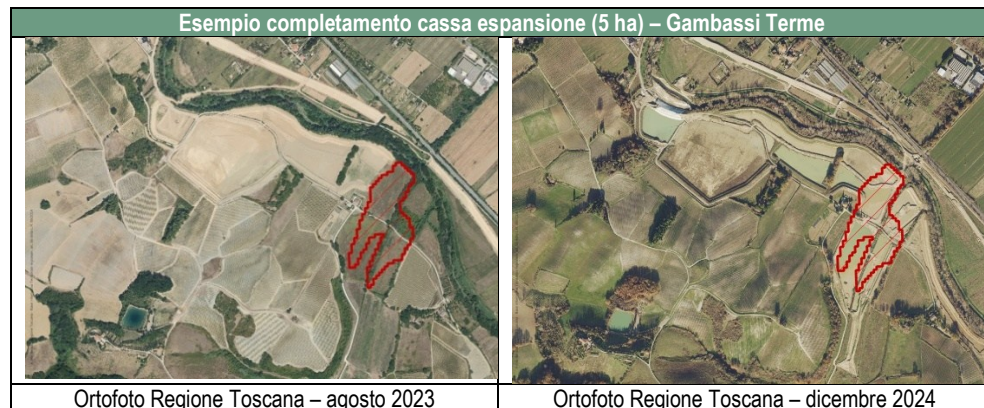 Esempio completamento cassa espansione (5 ha) – Gambassi Terme
Ortofoto Regione Toscana – agosto 2023
Ortofoto Regione Toscana – dicembre 2024